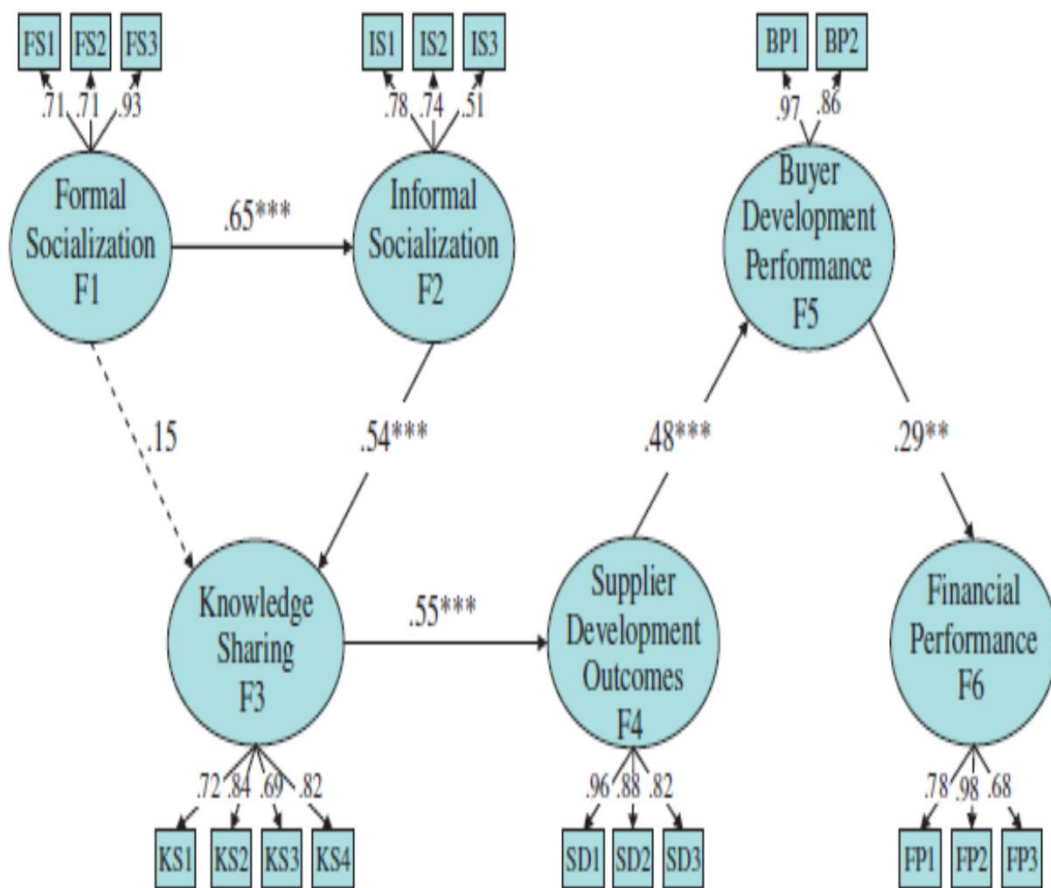 FS1 FS2 FS3 IS1 IS2 IS3 BP1 BP2
.71 .71 .93 .78 .74 .51 .97 .86
Formal
Socialization
F1
.65***
Informal
Socialization
F2
Buyer
Development
Performance
F5
.15
.54***
.48***
.29**
Knowledge
Sharing
F3
.55***
Supplier
Development
Outcomes
F4
Financial
Performance
F6
.72 .84 .69 .82 .96 .88 .82 .78 .98 .68
KS1 KS2 KS3 KS4 SD1 SD2 SD3 FP1 FP2 FP3